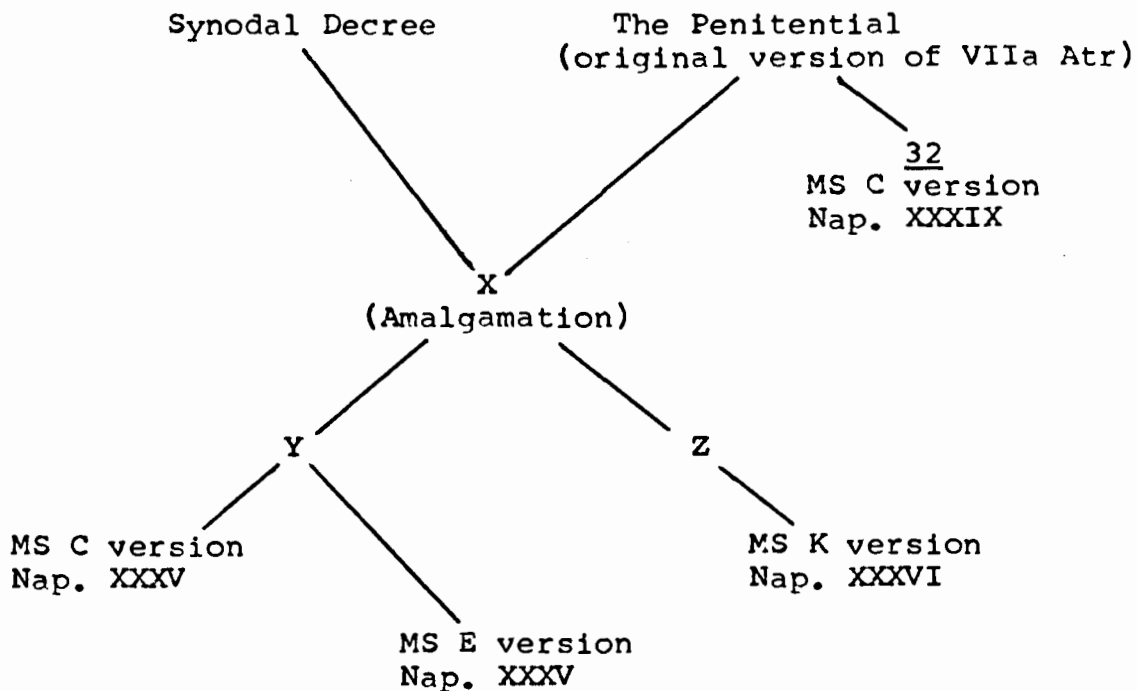 Synodal Decree
The Penitential
(original version of VIIa Atr)
32
MS C version
Nap. XXXIX
X
(Amalgamation)
Y
Z
MS C version
Nap. XXXV
MS K version
Nap. XXXVI
MS E version
Nap. XXXV